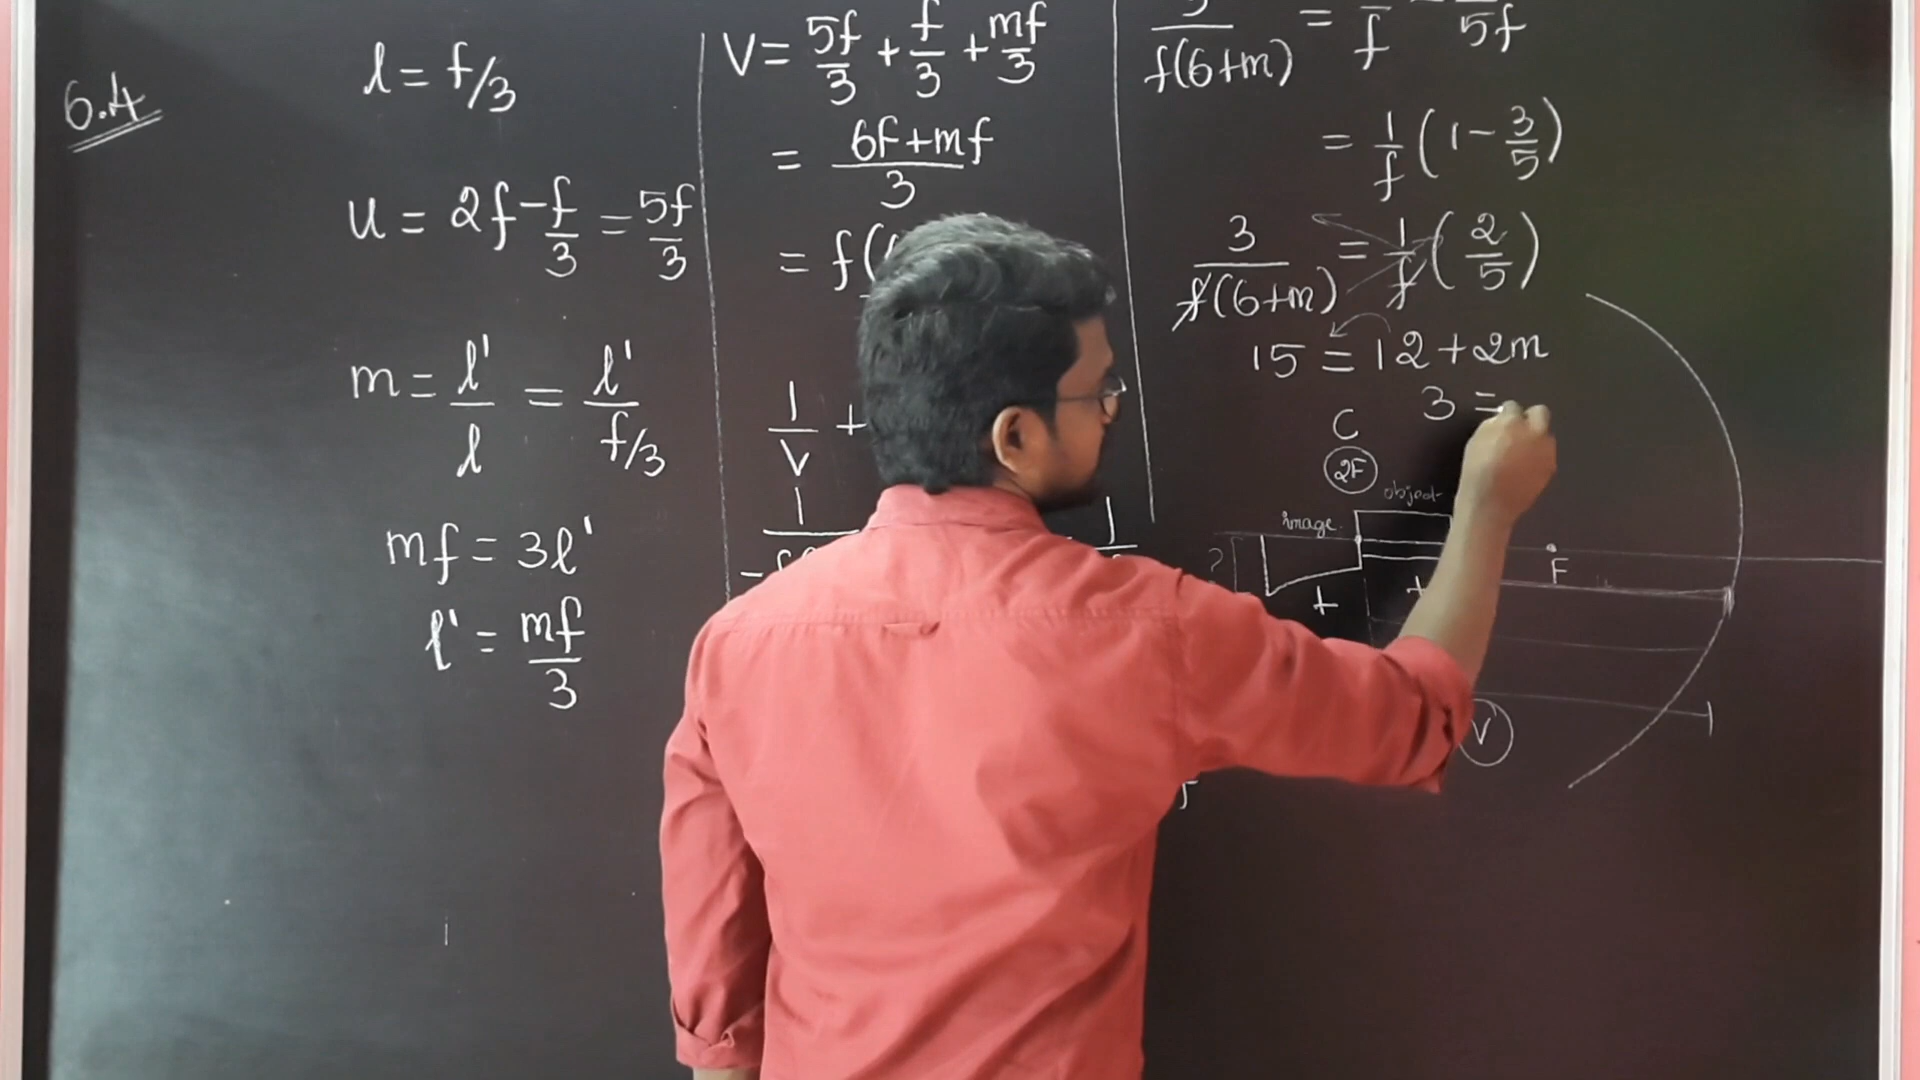 6.4
l = f/3
u = 2f - f/3 = 5f/3
m = l'/l = l'/f/3
mf = 3l'
l' = mf/3
V = 5f/3 + f/3 + mf/3
= 6f+mf/3
= f(
1/V +
1
1
f(6+m) = f 5f
= 1/f (1 - 3/5)
3/f(6+m) = 1/f (2/5)
15 = 12 + 2m
3 =
C
2F
object
image
?
F
V